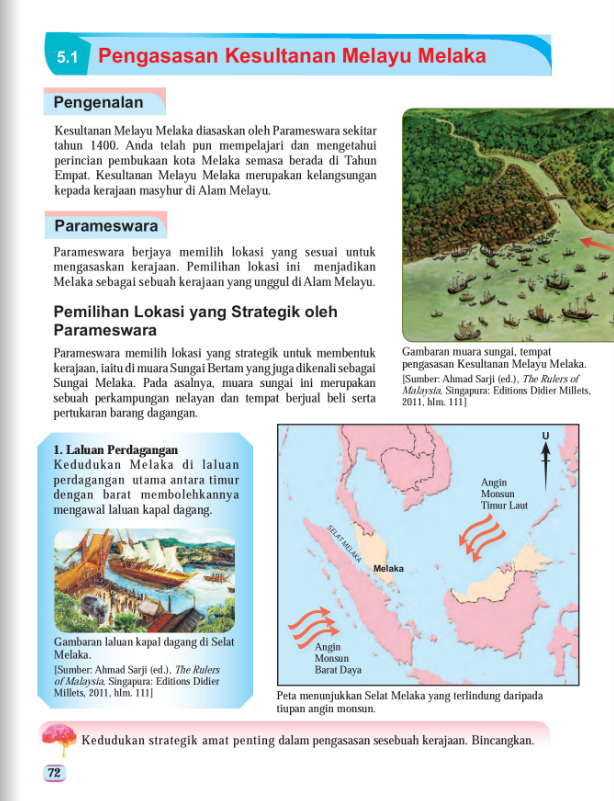 5.1 Pengasasan Kesultanan Melayu Melaka
Pengenalan
Kesultanan Melayu Melaka diasaskan oleh Parameswara sekitar
tahun 1400. Anda telah pun mempelajari dan mengetahui
perincian pembukaan kota Melaka semasa berada di Tahun
Empat. Kesultanan Melayu Melaka merupakan kelangsungan
kepada kerajaan masyhur di Alam Melayu.
Parameswara
Parameswara berjaya memilih lokasi yang sesuai untuk
mengasaskan kerajaan. Pemilihan lokasi ini menjadikan
Melaka sebagai sebuah kerajaan yang unggul di Alam Melayu.
Pemilihan Lokasi yang Strategik oleh
Parameswara
Parameswara memilih lokasi yang strategik untuk membentuk
kerajaan, iaitu di muara Sungai Bertam yang juga dikenali sebagai
Sungai Melaka. Pada asalnya, muara sungai ini merupakan
sebuah perkampungan nelayan dan tempat berjual beli serta
pertukaran barang dagangan.
Gambaran muara sungai, tempat
pengasasan Kesultanan Melayu Melaka.
[Sumber: Ahmad Sarji (ed.), The Rulers of
Malaysia, Singapura: Editions Didier Millets,
2011, hlm. 111]
1. Laluan Perdagangan
Kedudukan Melaka di laluan
perdagangan utama antara timur
dengan barat membolehkannya
mengawal laluan kapal dagang.
Gambaran laluan kapal dagang di Selat
Melaka.
[Sumber: Ahmad Sarji (ed.), The Rulers
of Malaysia, Singapura: Editions Didier
Millets, 2011, hlm. 111]
U
Angin
Monsun
Timur Laut
SELAT MELAKA
Melaka
Angin
Monsun
Barat Daya
Peta menunjukkan Selat Melaka yang terlindung daripada
tiupan angin monsun.
Kedudukan strategik amat penting dalam pengasasan sesebuah kerajaan. Bincangkan.
72